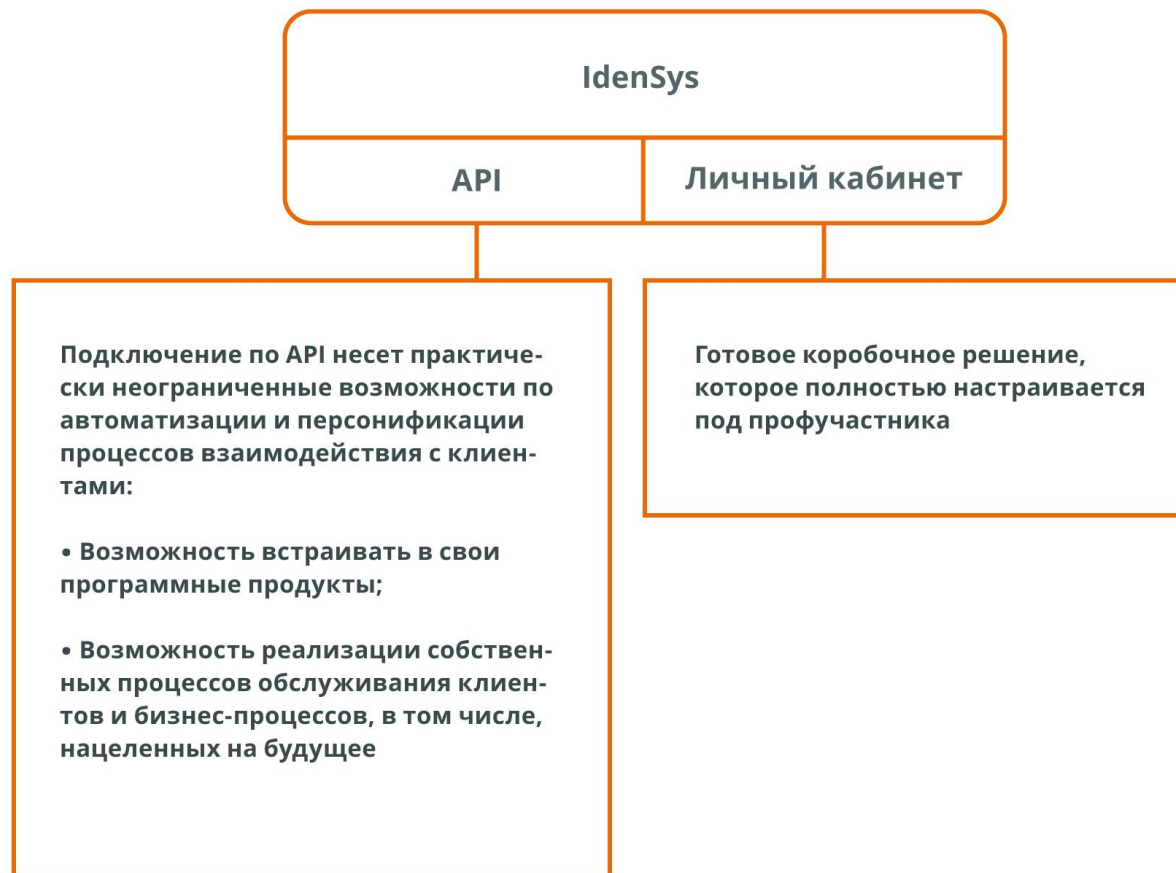 IdenSys
API
Личный кабинет
Подключение по API несет практиче-
ски неограниченные возможности по
автоматизации и персонификации
процессов взаимодействия с клиен-
тами:
• Возможность встраивать в свои
программные продукты;
• Возможность реализации собствен-
ных процессов обслуживания клиен-
тов и бизнес-процессов, в том числе,
нацеленных на будущее
Готовое коробочное решение,
которое полностью настраивается
под профучастника